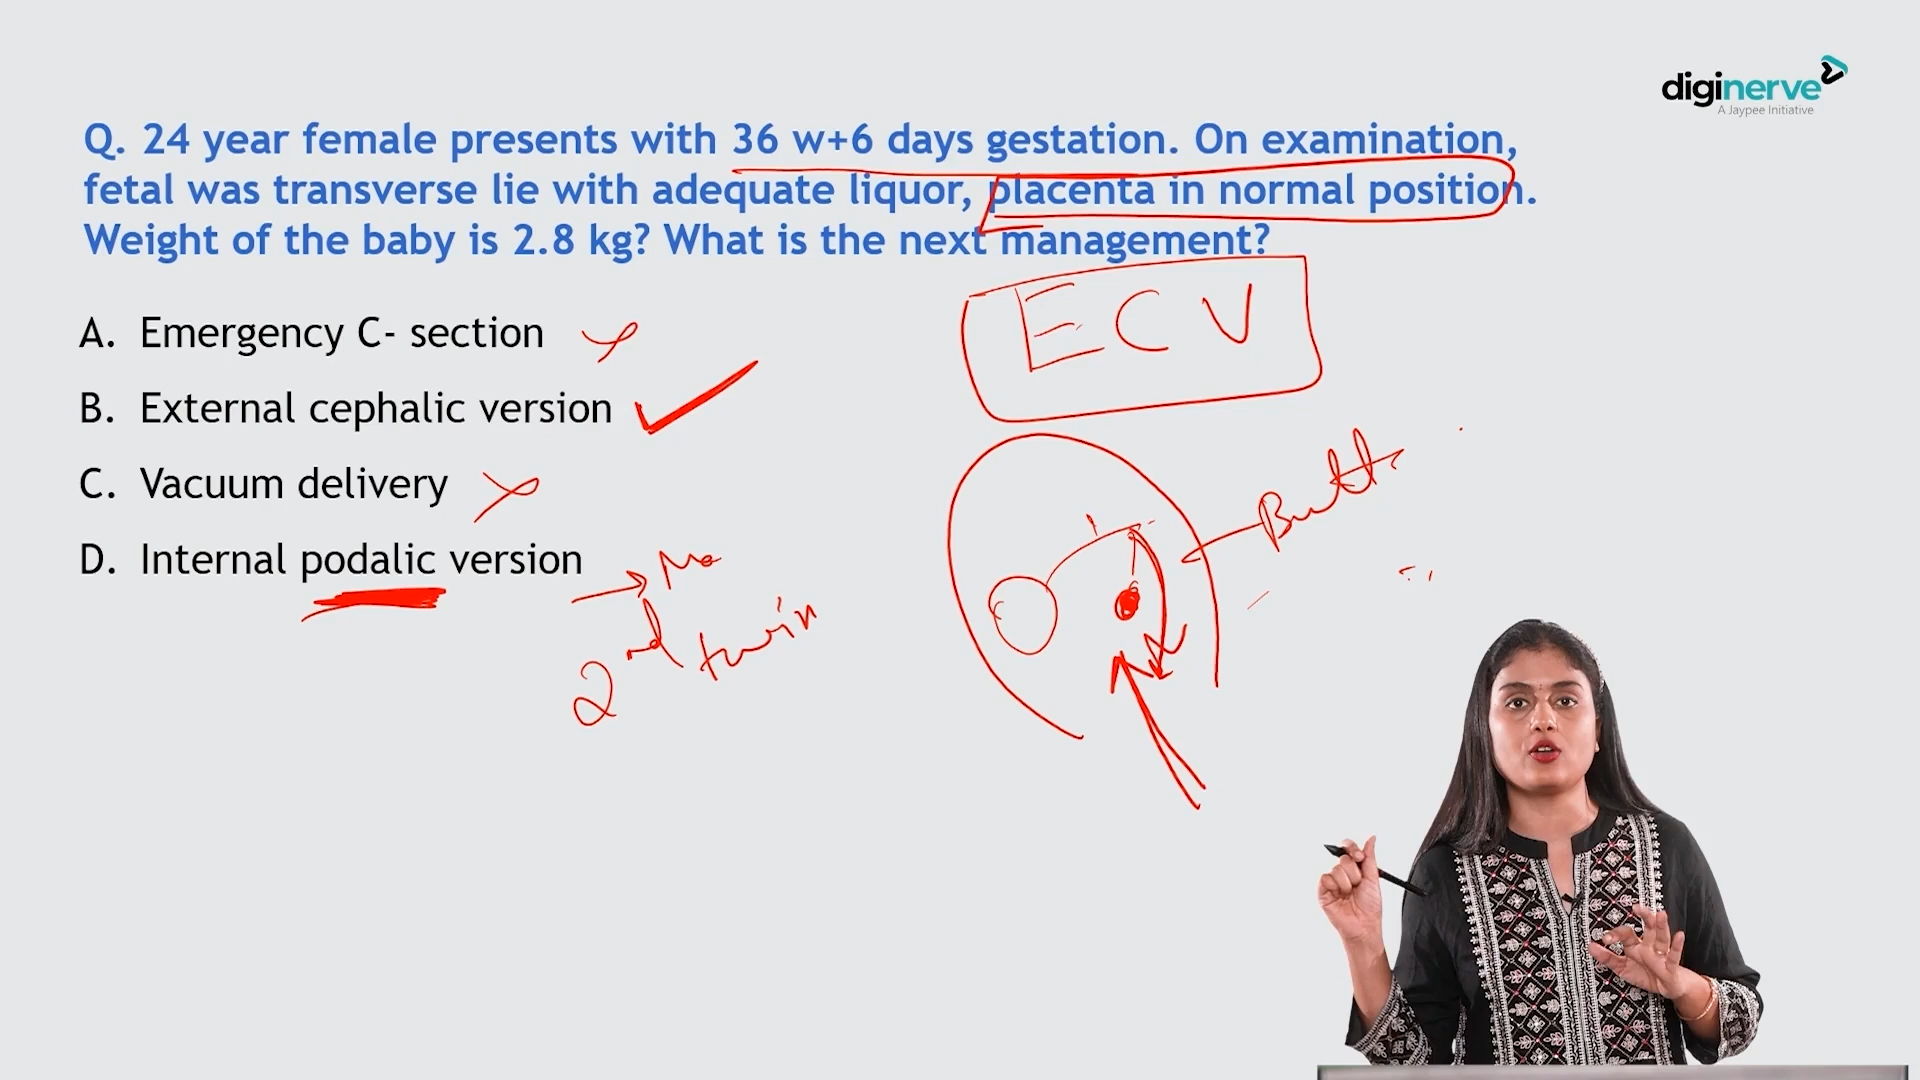 diginerve
A Jaypee Initiative
Q. 24 year female presents with 36 w+6 days gestation. On examination,
fetal was transverse lie with adequate liquor, placenta in normal position.
Weight of the baby is 2.8 kg? What is the next management?
ECV
A. Emergency C- section
B. External cephalic version
C. Vacuum delivery
D. Internal podalic version
No
2nd twin